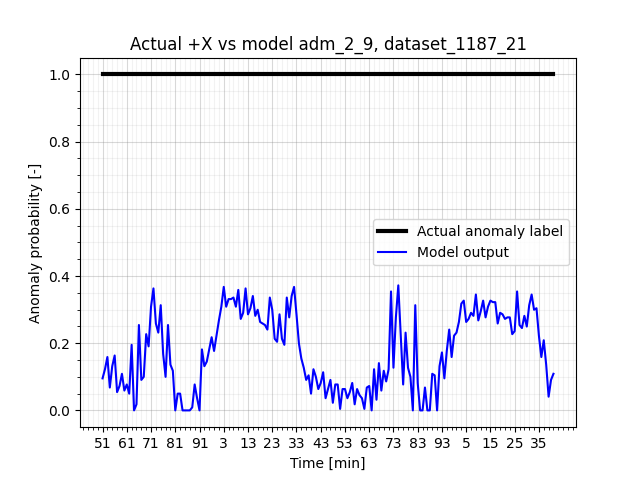 Actual +X vs model adm_2_9, dataset_1187_21
Anomaly probability [-]
1.0
0.8
0.6
0.4
0.2
0.0
Actual anomaly label
Model output
51 61 71 81 91 3 13 23 33 43 53 63 73 83 93 5 15 25 35
Time [min]